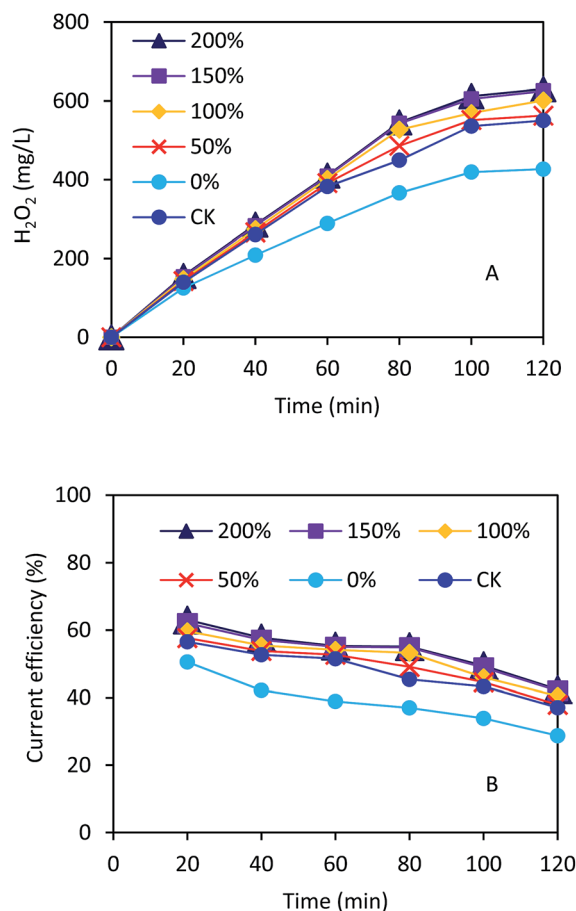 800
600
400
200
0
H₂O₂ (mg/L)
200%
150%
100%
50%
0%
CK
A
0 20 40 60 80 100 120
Time (min)
100
80
60
40
20
0
Current efficiency (%)
200% 150% 100%
50% 0% CK
B
0 20 40 60 80 100 120
Time (min)